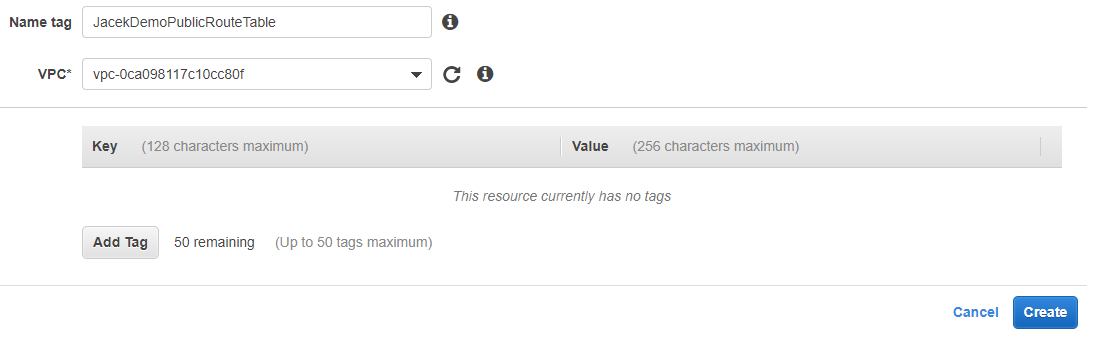 Name tag JacekDemoPublicRouteTable
VPC* vpc-0ca098117c10cc80f
Key (128 characters maximum) Value (256 characters maximum)
This resource currently has no tags
Add Tag 50 remaining (Up to 50 tags maximum)
Cancel Create